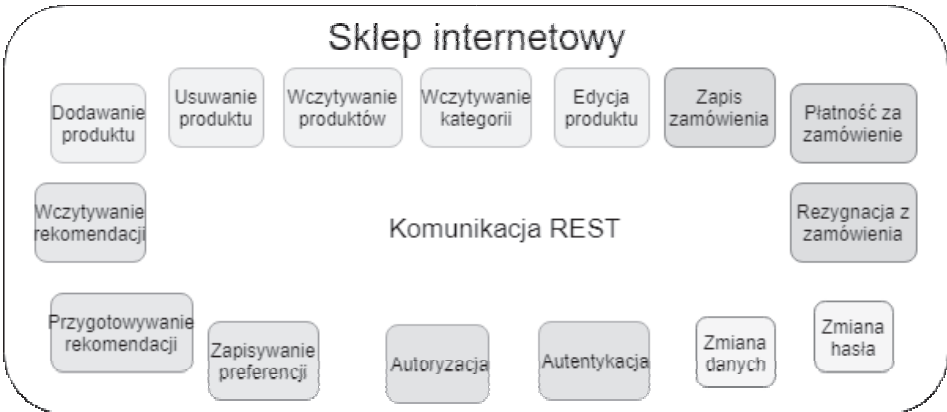 Sklep internetowy
Dodawanie
produktu
Usuwanie
produktu
Wczytywanie
produktów
Wczytywanie
kategorii
Edycja
produktu
Zapis
zamówienia
Płatność za
zamówienie
Wczytywanie
rekomendacji
Komunikacja REST
Rezygnacja z
zamówienia
Przygotowywanie
rekomendacji
Zapisywanie
preferencji
Autoryzacja
Autentykacja
Zmiana
danych
Zmiana
hasła